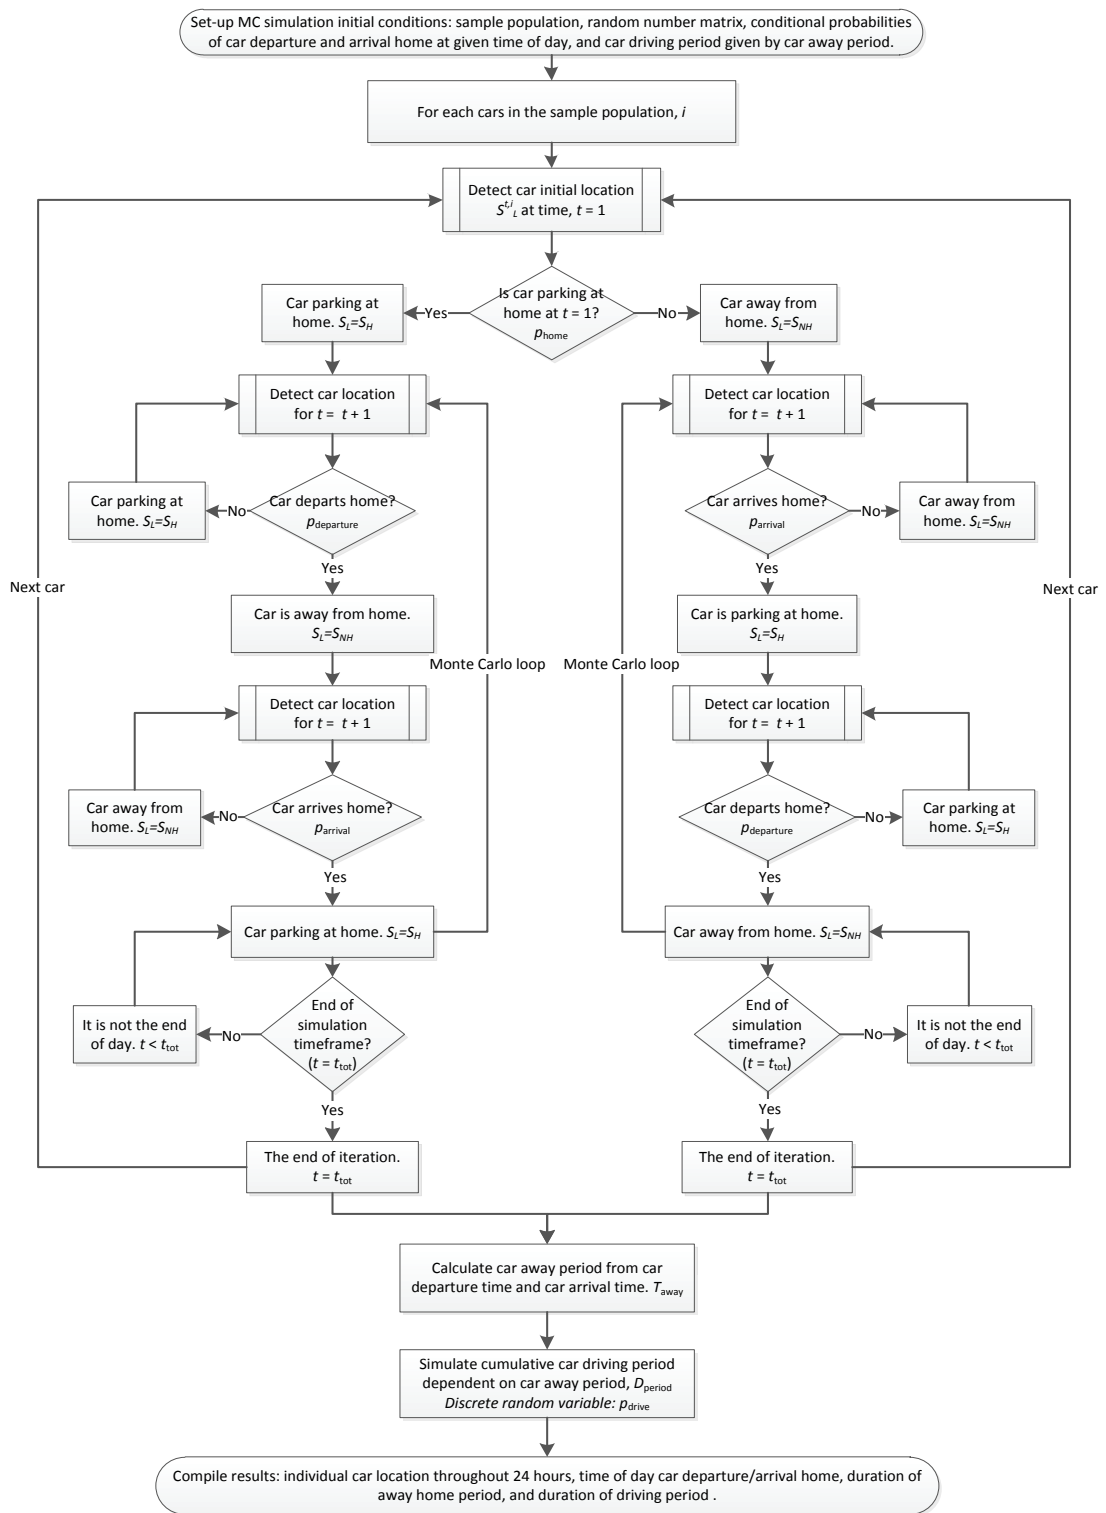 Set-up MC simulation initial conditions: sample population, random number matrix, conditional probabilities
of car departure and arrival home at given time of day, and car driving period given by car away period.
For each cars in the sample population, i
Detect car initial location
S^{t,i}_L at time, t = 1
Is car parking at
home at t = 1?
p_home
Yes
No
Car parking at
home. S_L=S_H
Car away from
home. S_L=S_NH
Detect car location
for t = t + 1
Car departs home?
p_departure
No
Car parking at
home. S_L=S_H
Yes
Car is away from home.
S_L=S_NH
Detect car location
for t = t + 1
Car arrives home?
p_arrival
No
Car away from
home. S_L=S_NH
Yes
Car parking at home. S_L=S_H
Monte Carlo loop
End of
simulation
timeframe?
(t = t_tot)
No
It is not the end
of day. t < t_tot
Yes
The end of iteration.
t = t_tot
Next car
Detect car location
for t = t + 1
Car arrives home?
p_arrival
No
Car away from
home. S_L=S_NH
Yes
Car is parking at home.
S_L=S_H
Detect car location
for t = t + 1
Car departs home?
p_departure
No
Car parking at
home. S_L=S_H
Yes
Car away from home. S_L=S_NH
Monte Carlo loop
End of
simulation
timeframe?
(t = t_tot)
No
It is not the end
of day. t < t_tot
Yes
The end of iteration.
t = t_tot
Next car
Calculate car away period from car
departure time and car arrival time. T_away
Simulate cumulative car driving period
dependent on car away period, D_period
Discrete random variable: p_drive
Compile results: individual car location throughout 24 hours, time of day car departure/arrival home, duration of
away home period, and duration of driving period .